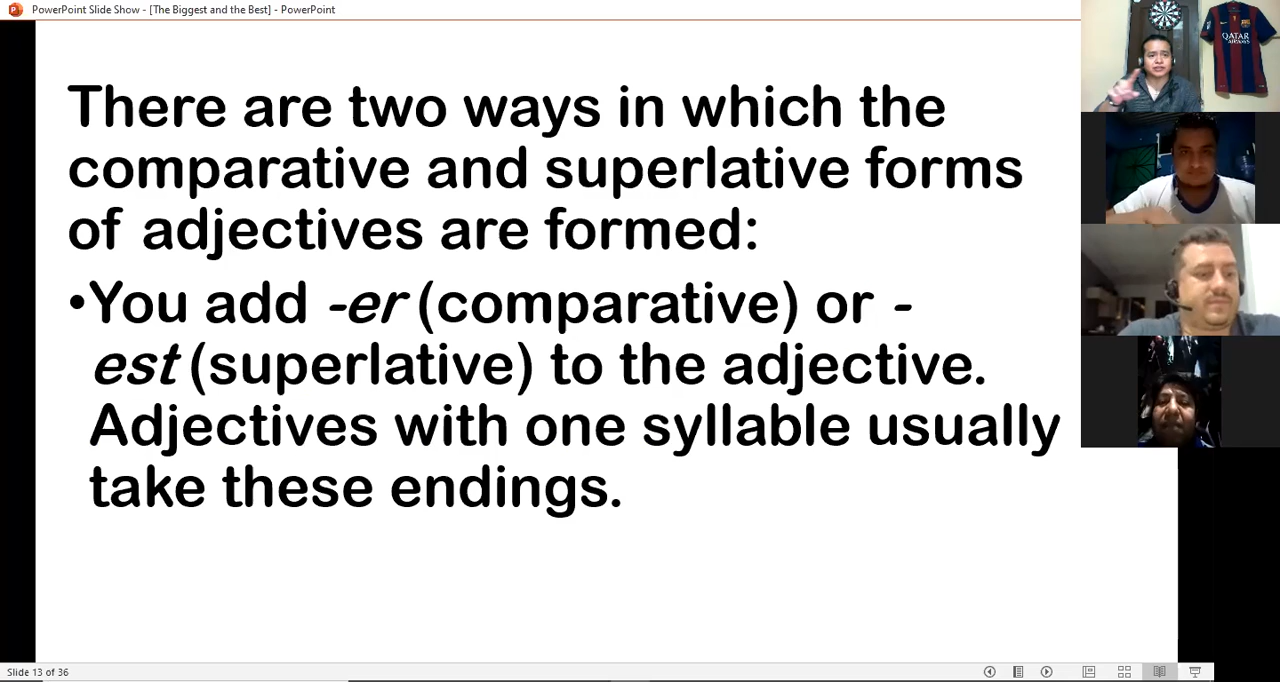 PowerPoint Slide Show - [The Biggest and the Best] - PowerPoint
There are two ways in which the
comparative and superlative forms
of adjectives are formed:
•You add -er (comparative) or -
est (superlative) to the adjective.
Adjectives with one syllable usually
take these endings.
QATAR
AIRWAYS
Slide 13 of 36